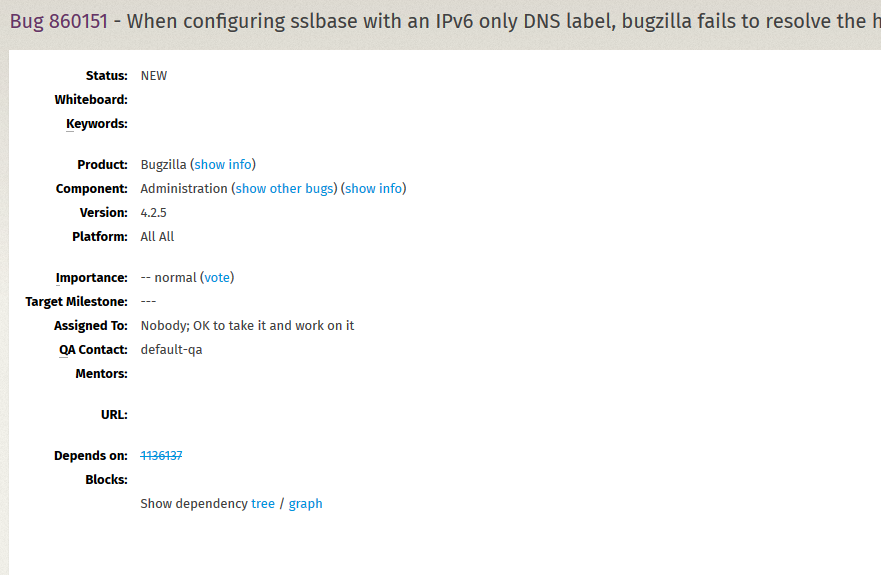 Bug 860151 - When configuring sslbase with an IPv6 only DNS label, bugzilla fails to resolve the
Status: NEW
Whiteboard:
Keywords:
Product: Bugzilla (show info)
Component: Administration (show other bugs) (show info)
Version: 4.2.5
Platform: All All
Importance: -- normal (vote)
Target Milestone: ---
Assigned To: Nobody; OK to take it and work on it
QA Contact: default-qa
Mentors:
URL:
Depends on: 1136137
Blocks:
Show dependency tree / graph